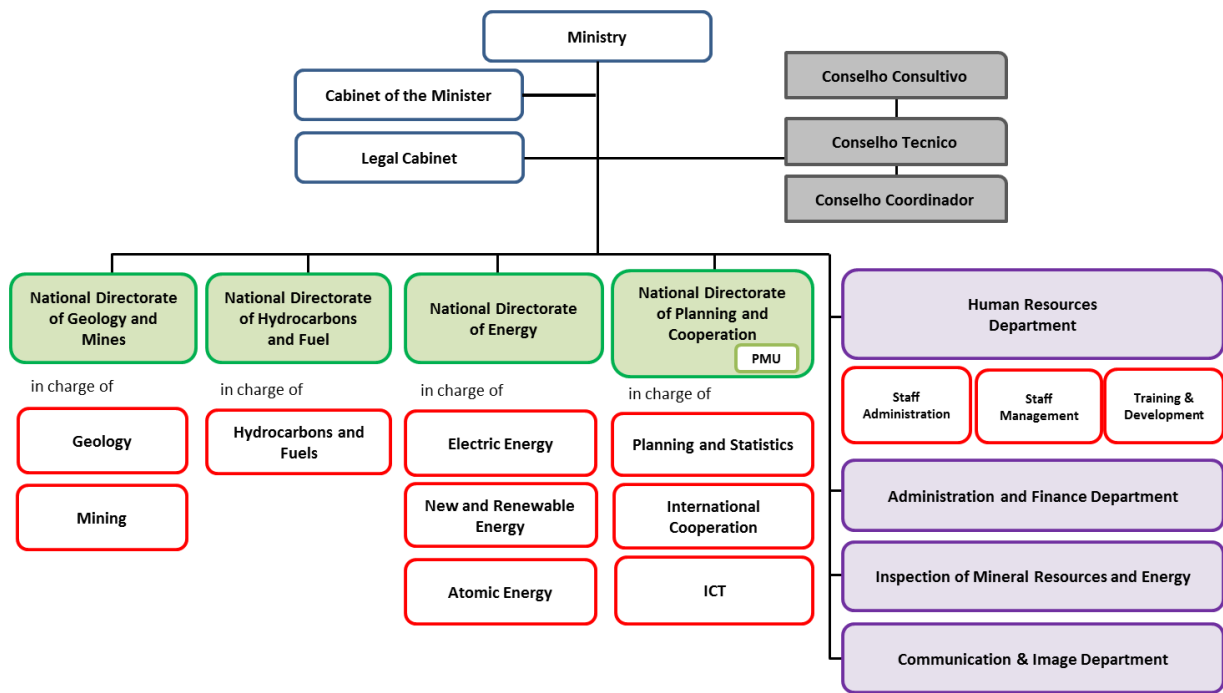 Ministry
Cabinet of the Minister
Legal Cabinet
Conselho Consultivo
Conselho Tecnico
Conselho Coordinador
National Directorate
of Geology and
Mines
in charge of
Geology
Mining
National Directorate
of Hydrocarbons
and Fuel
in charge of
Hydrocarbons and
Fuels
National Directorate
of Energy
in charge of
Electric Energy
New and Renewable
Energy
Atomic Energy
National Directorate
of Planning and
Cooperation
PMU
in charge of
Planning and Statistics
International
Cooperation
ICT
Human Resources
Department
Staff
Administration
Staff
Management
Training &
Development
Administration and Finance Department
Inspection of Mineral Resources and Energy
Communication & Image Department